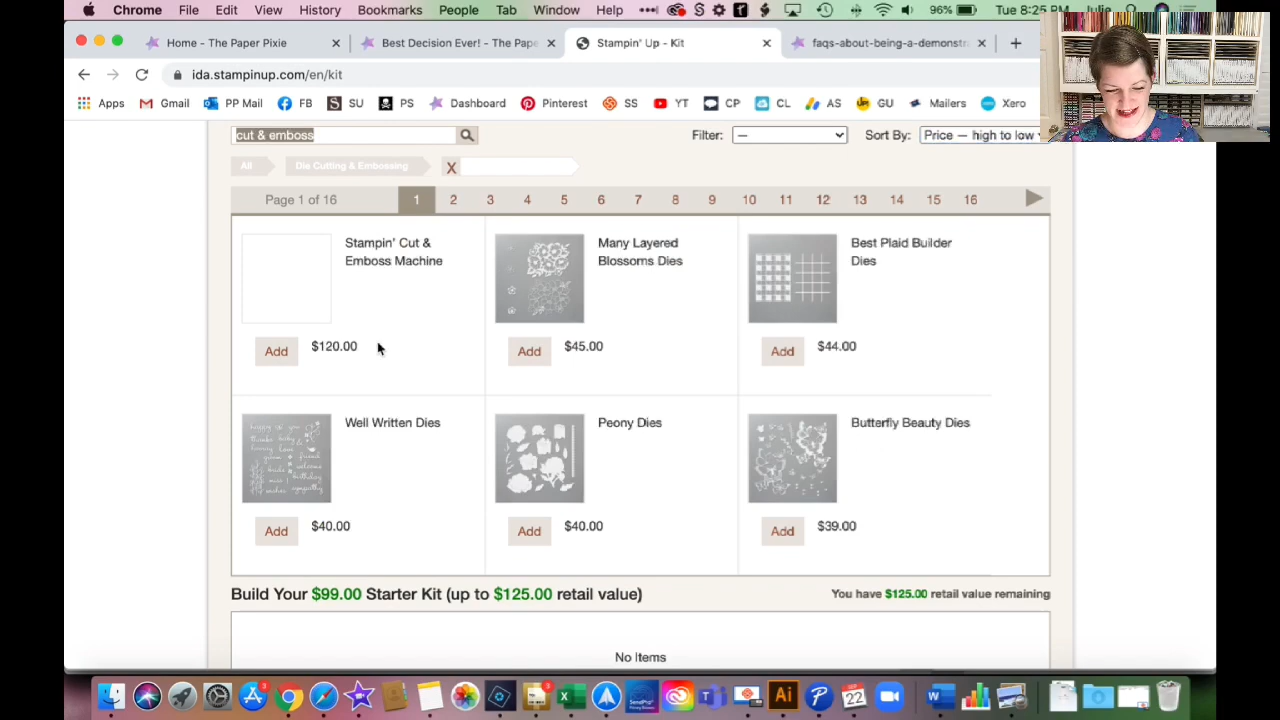 Chrome File Edit View History Bookmarks People Tab Window Help 96% Tue 8:25 PM Julie
Home - The Paper Pixie
Best Decision Ever! - The Pape
Stampin' Up - Kit
faqs-about-being-a-demonstra
ida.stampinup.com/en/kit
Apps Gmail PP Mail FB SU PS Dashboard Pinterest SS YT CP CL AS GU Mailers Xero
cut & emboss Filter: — Sort By: Price — high to low
All Die Cutting & Embossing X
Page 1 of 16 1 2 3 4 5 6 7 8 9 10 11 12 13 14 15 16
Stampin' Cut &
Emboss Machine
Add $120.00
Many Layered
Blossoms Dies
Add $45.00
Best Plaid Builder
Dies
Add $44.00
Well Written Dies
Add $40.00
Peony Dies
Add $40.00
Butterfly Beauty Dies
Add $39.00
Build Your $99.00 Starter Kit (up to $125.00 retail value) You have $125.00 retail value remaining
No Items